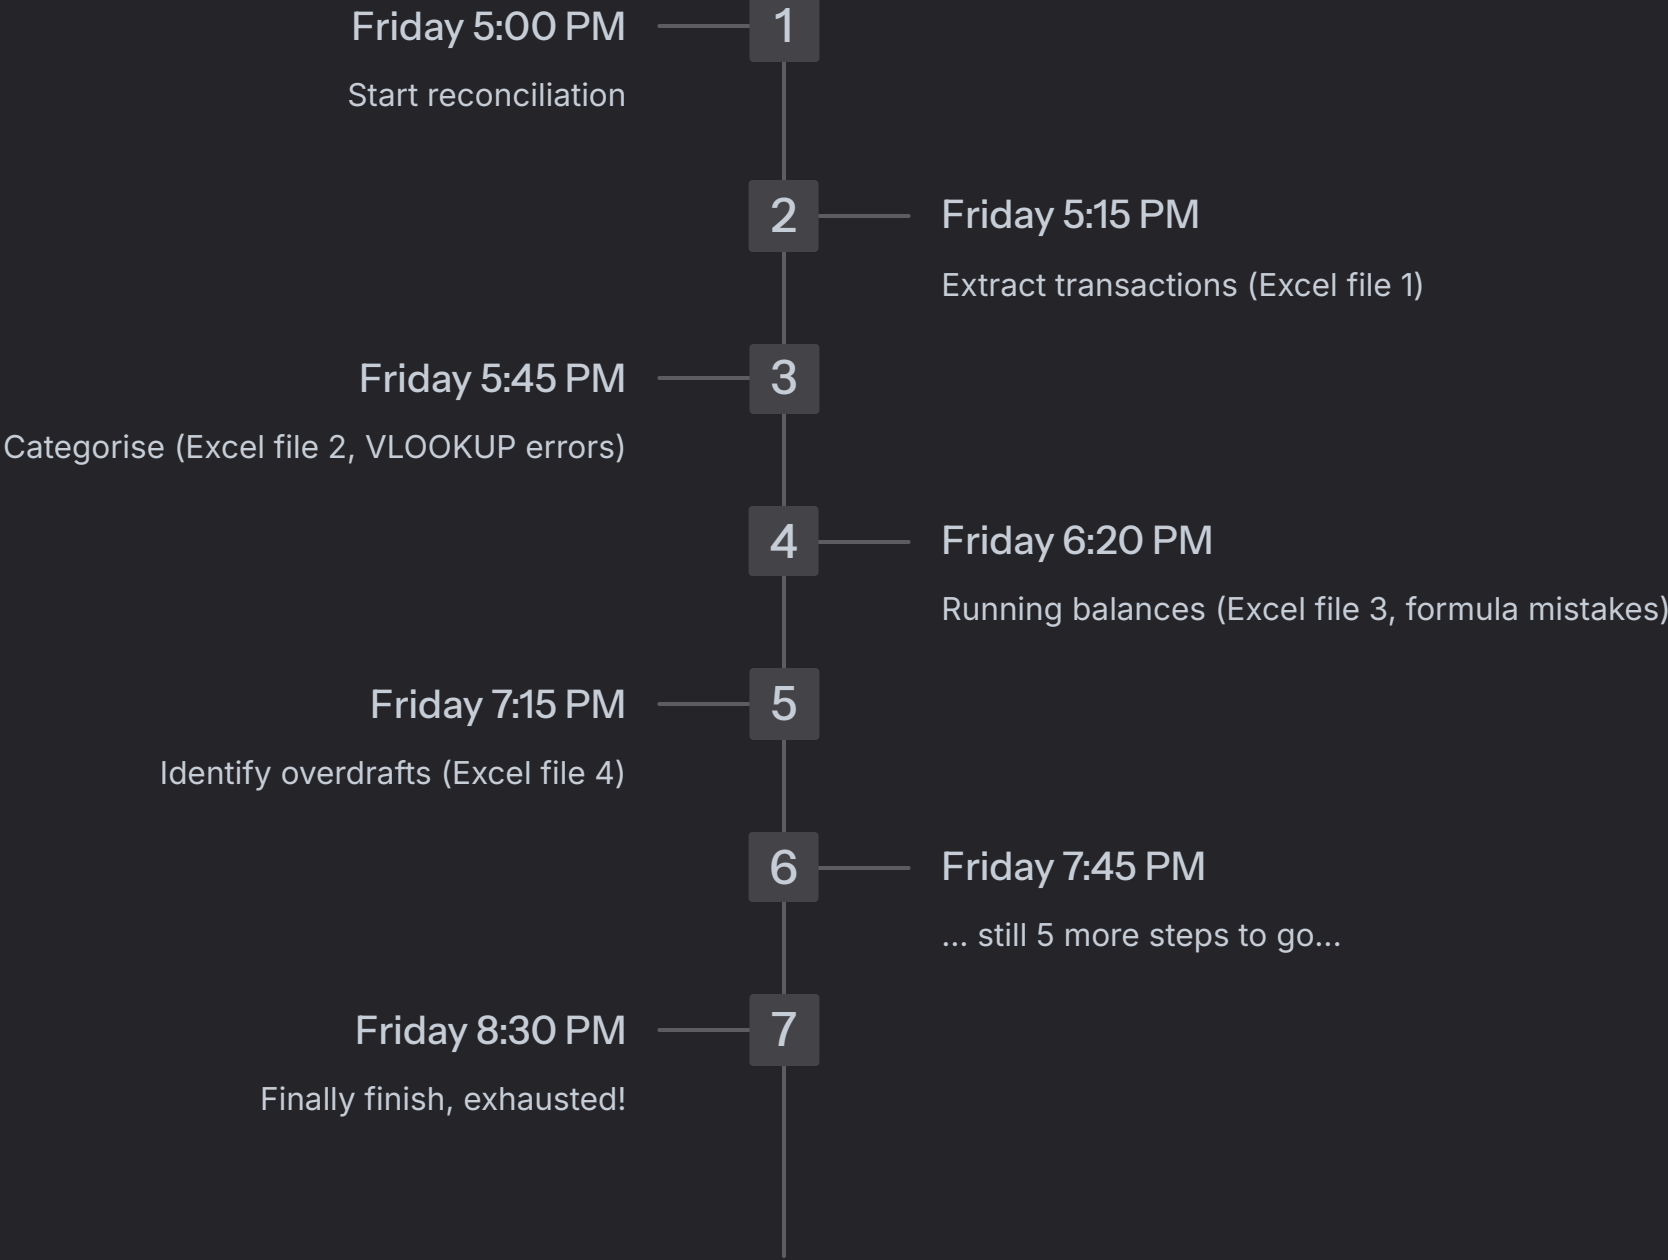 Friday 5:00 PM
1
Start reconciliation
2
Friday 5:15 PM
Extract transactions (Excel file 1)
Friday 5:45 PM
3
Categorise (Excel file 2, VLOOKUP errors)
4
Friday 6:20 PM
Running balances (Excel file 3, formula mistakes)
Friday 7:15 PM
5
Identify overdrafts (Excel file 4)
6
Friday 7:45 PM
... still 5 more steps to go...
Friday 8:30 PM
7
Finally finish, exhausted!